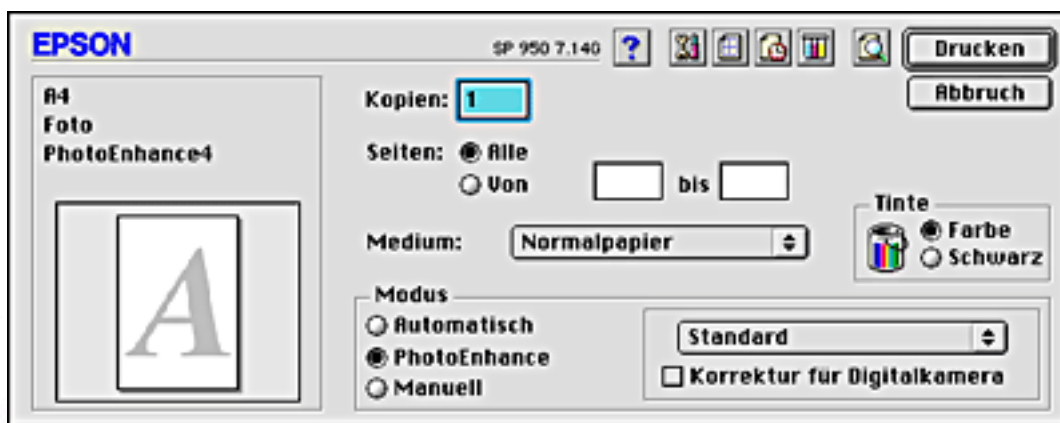 EPSON
SP 950 7.140
?
Drucken
Abbruch
A4
Foto
PhotoEnhance4
A
Kopien: 1
Seiten: Alle
Von bis
Medium: Normalpapier
Tinte
Farbe
Schwarz
Modus
Automatisch
PhotoEnhance
Manuell
Standard
Korrektur für Digitalkamera